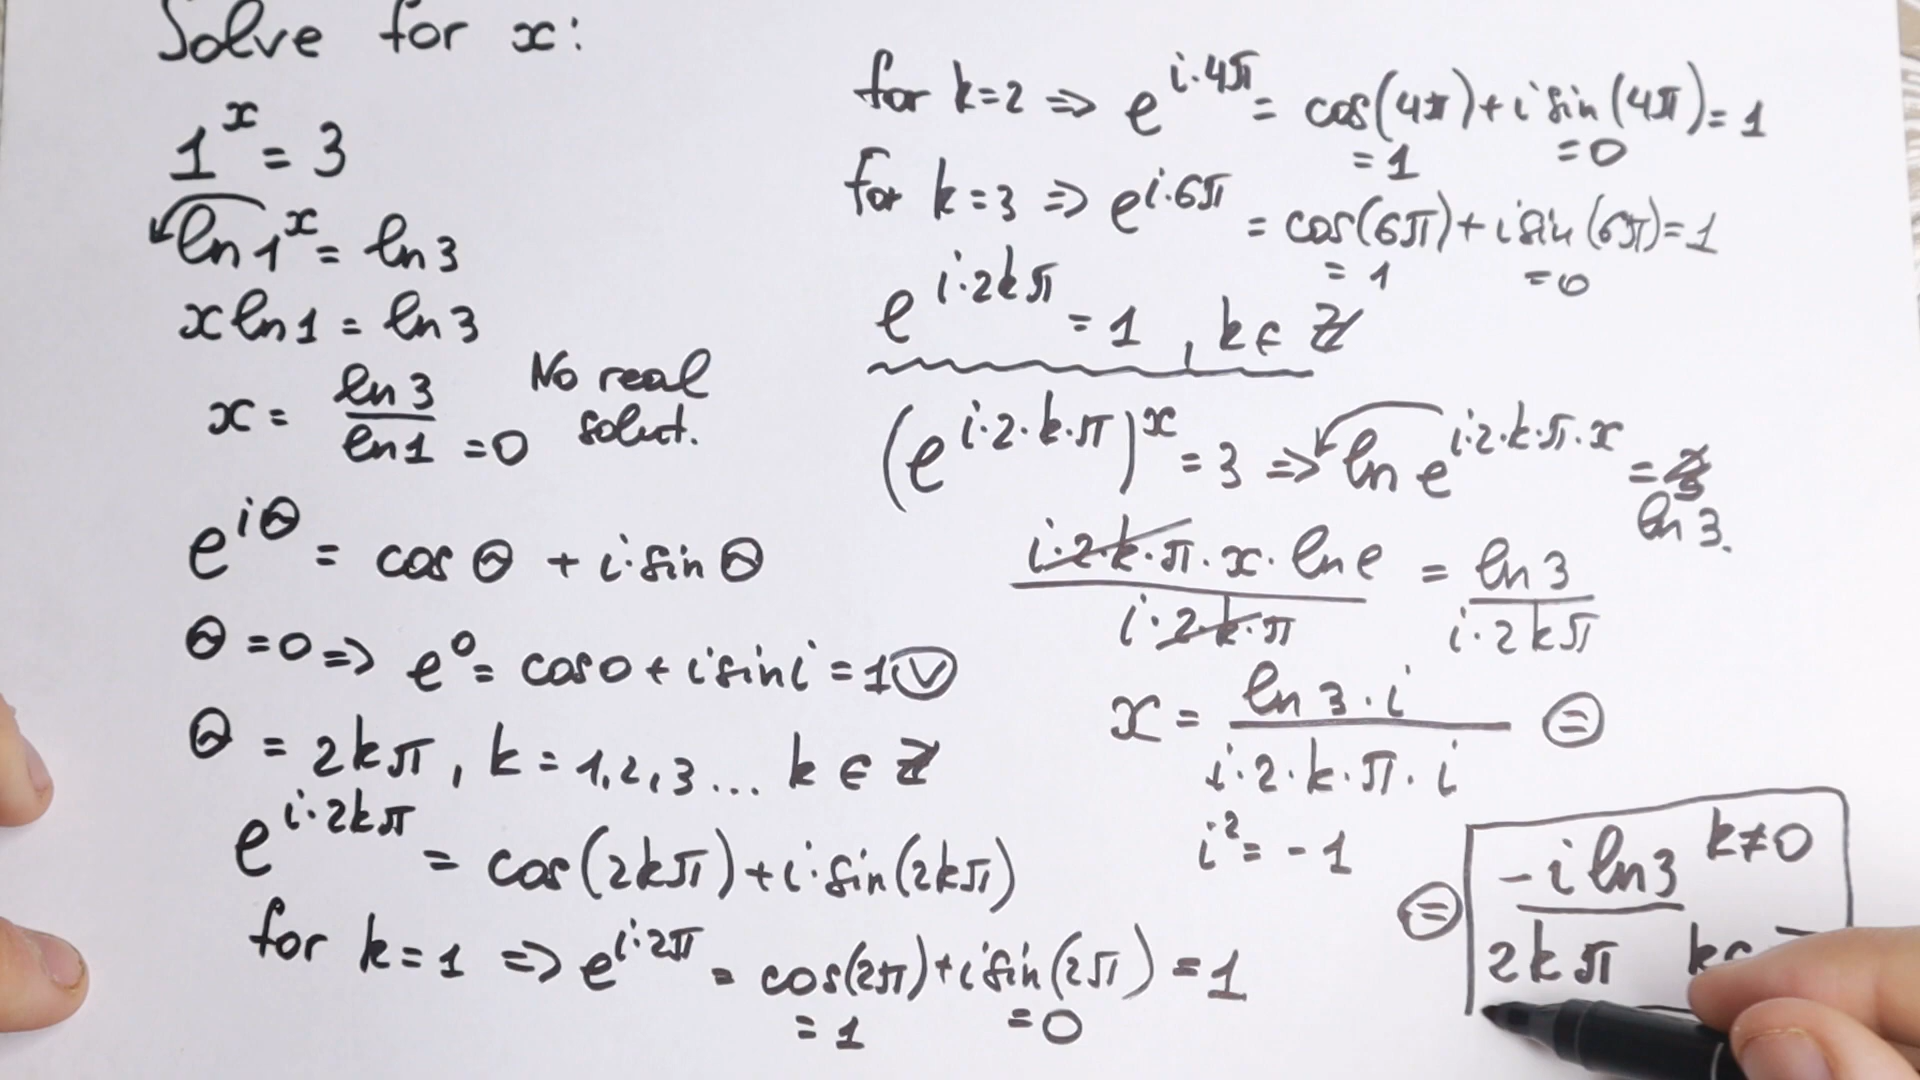 Solve for x:
1^x = 3
ln 1^x = ln 3
x ln 1 = ln 3
x = ln 3 / ln 1 = 0
No real
solut.
e^{iθ} = cos θ + i·sin θ
θ = 0 => e^0 = cos 0 + i sin i = 1 ✓
θ = 2kπ, k = 1, 2, 3 ... k ∈ Z
e^{i·2kπ} = cos(2kπ) + i·sin(2kπ)
for k = 1 => e^{i·2π} = cos(2π) + i sin(2π) = 1
= 1 = 0
for k = 2 => e^{i·4π} = cos(4π) + i sin(4π) = 1
= 1 = 0
for k = 3 => e^{i·6π} = cos(6π) + i sin(6π) = 1
= 1 = 0
e^{i·2kπ} = 1, k ∈ Z
(e^{i·2·k·π})^x = 3 => ln e^{i·2·k·π·x} =
ln 3.
i·2·k·π·x·ln e / i·2·k·π = ln 3 / i·2kπ
x = ln 3·i / i·2·k·π·i =
i² = -1
= -i ln 3 / 2kπ k ≠ 0